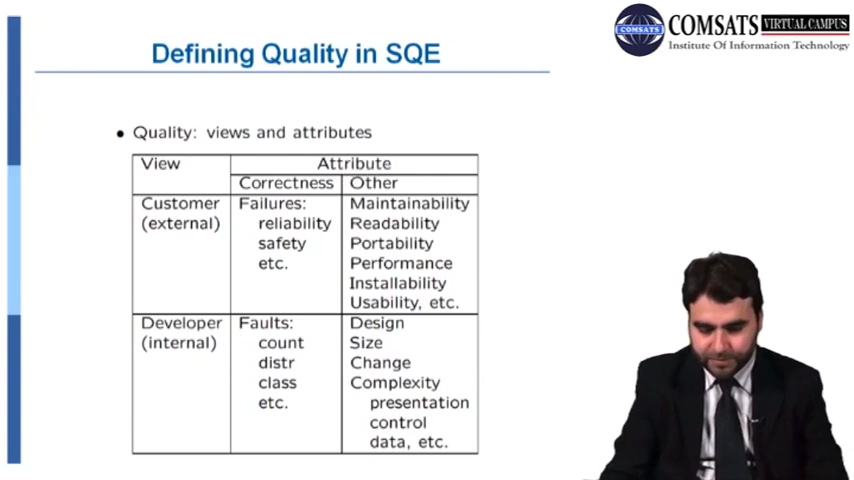 COMSATS VIRTUAL CAMPUS
COMSATS
Institute Of Information Technology
Defining Quality in SQE
• Quality: views and attributes
View Attribute
Correctness Other
Customer Failures: Maintainability
(external) reliability Readability
safety Portability
etc. Performance
Installability
Usability, etc.
Developer Faults: Design
(internal) count Size
distr Change
class Complexity
etc. presentation
control
data, etc.